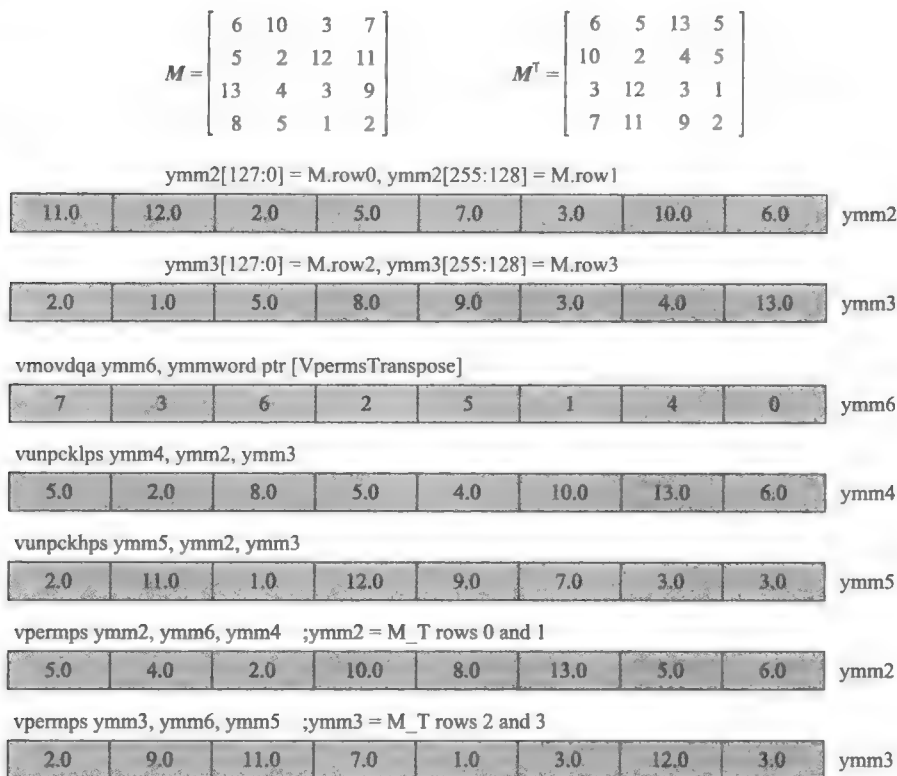 M = [ 6 10 3 7
5 2 12 11
13 4 3 9
8 5 1 2 ]
Mᵀ = [ 6 5 13 5
10 2 4 5
3 12 3 1
7 11 9 2 ]
ymm2[127:0] = M.row0, ymm2[255:128] = M.row1
11.0 12.0 2.0 5.0 7.0 3.0 10.0 6.0 ymm2
ymm3[127:0] = M.row2, ymm3[255:128] = M.row3
2.0 1.0 5.0 8.0 9.0 3.0 4.0 13.0 ymm3
vmovdqa ymm6, ymmword ptr [VpermsTranspose]
7 3 6 2 5 1 4 0 ymm6
vunpcklps ymm4, ymm2, ymm3
5.0 2.0 8.0 5.0 4.0 10.0 13.0 6.0 ymm4
vunpckhps ymm5, ymm2, ymm3
2.0 11.0 1.0 12.0 9.0 7.0 3.0 3.0 ymm5
vpermps ymm2, ymm6, ymm4 ;ymm2 = M_T rows 0 and 1
5.0 4.0 2.0 10.0 8.0 13.0 5.0 6.0 ymm2
vpermps ymm3, ymm6, ymm5 ;ymm3 = M_T rows 2 and 3
2.0 9.0 11.0 7.0 1.0 3.0 12.0 3.0 ymm3